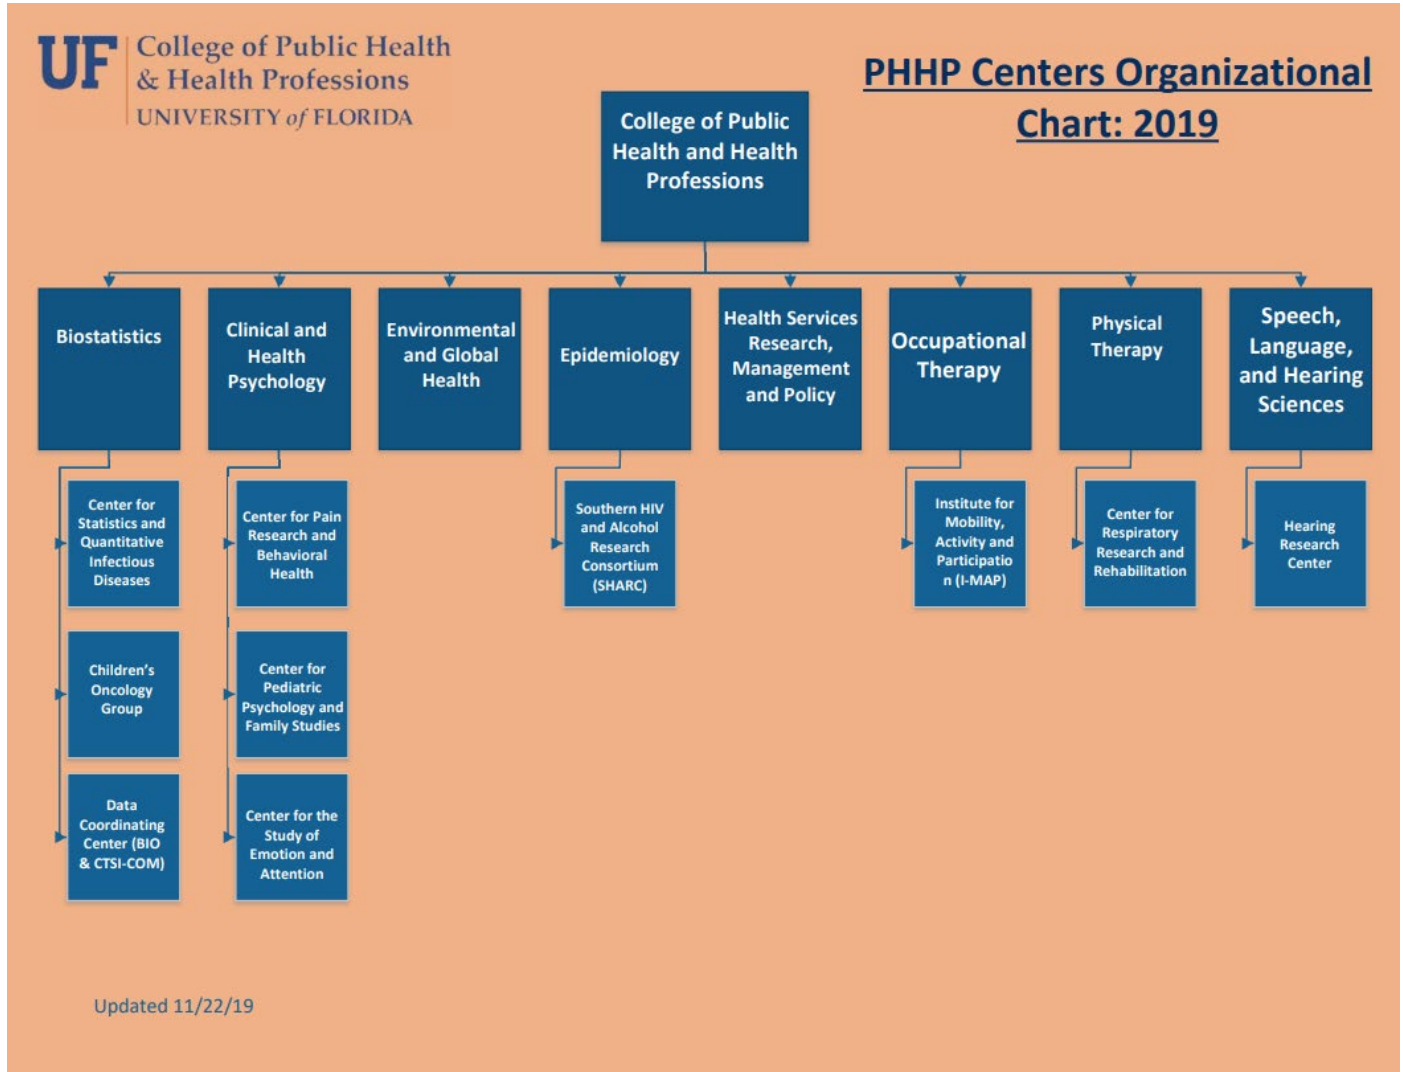 UF
College of Public Health
& Health Professions
UNIVERSITY of FLORIDA
PHHP Centers Organizational
Chart: 2019
College of Public
Health and Health
Professions
Biostatistics
Clinical and
Health
Psychology
Environmental
and Global
Health
Epidemiology
Health Services
Research,
Management
and Policy
Occupational
Therapy
Physical
Therapy
Speech,
Language,
and Hearing
Sciences
Center for
Statistics and
Quantitative
Infectious
Diseases
Center for Pain
Research and
Behavioral
Health
Southern HIV
and Alcohol
Research
Consortium
(SHARC)
Institute for
Mobility,
Activity and
Participatio
n (I-MAP)
Center for
Respiratory
Research and
Rehabilitation
Hearing
Research
Center
Children’s
Oncology
Group
Center for
Pediatric
Psychology and
Family Studies
Data
Coordinating
Center (BIO
& CTSI-COM)
Center for the
Study of
Emotion and
Attention
Updated 11/22/19